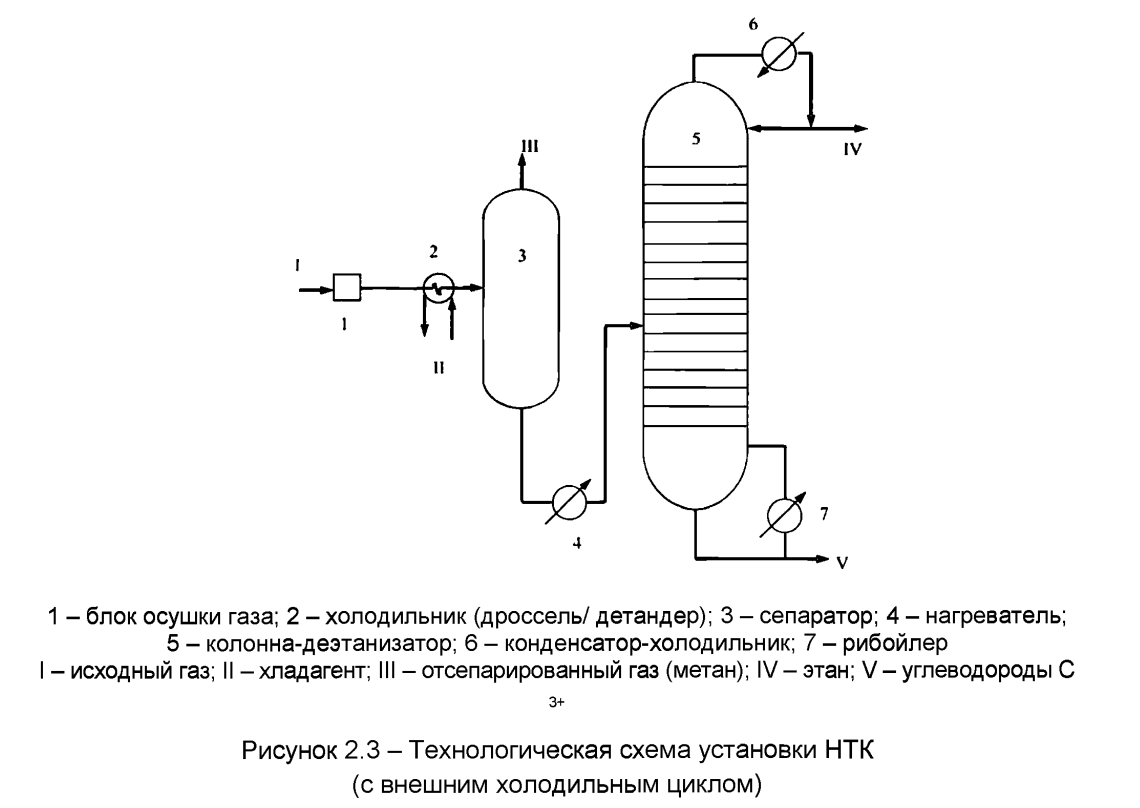 6
5
IV
III
3
2
I
1
II
7
4
V
1 – блок осушки газа; 2 – холодильник (дроссель/ детандер); 3 – сепаратор; 4 – нагреватель;
5 – колонна-деэтанизатор; 6 – конденсатор-холодильник; 7 – рибойлер
I – исходный газ; II – хладагент; III – отсепарированный газ (метан); IV – этан; V – углеводороды С
3+
Рисунок 2.3 – Технологическая схема установки НТК
(с внешним холодильным циклом)